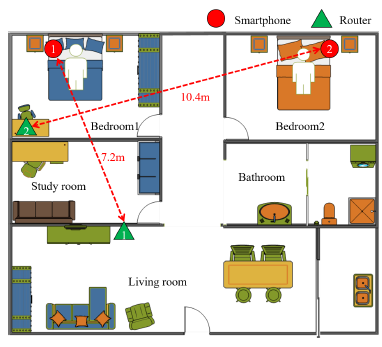 Smartphone Router
1 2
10.4m
2 Bedroom1 Bedroom2
7.2m
Bathroom
Study room
1
Living room